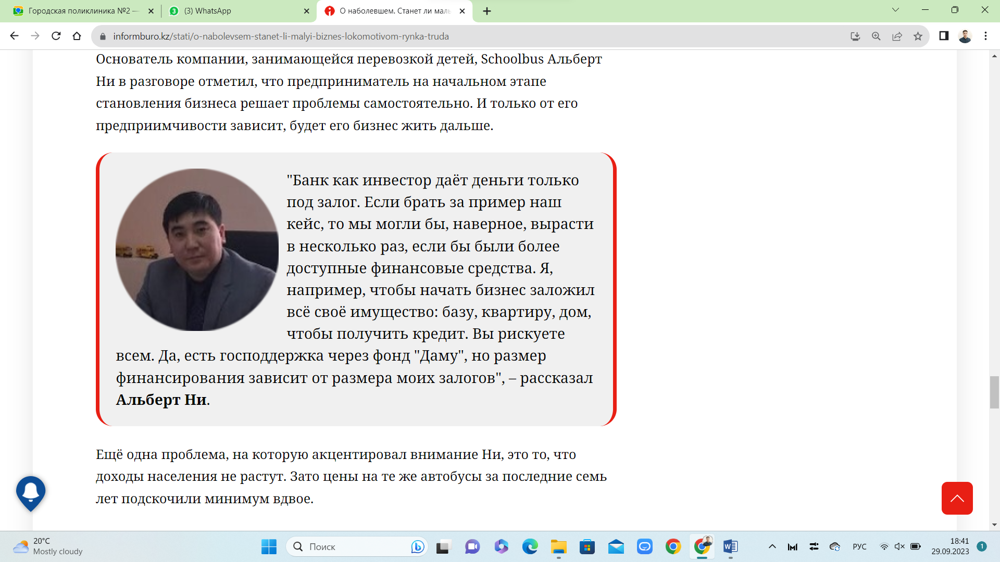 Городская поликлиника №2 —
(3) WhatsApp
О наболевшем. Станет ли маль
informburo.kz/stati/o-nabolevsem-stanet-li-malyi-biznes-lokomotivom-rynka-truda
Основатель компании, занимающейся перевозкой детей, Schoolbus Альберт
Ни в разговоре отметил, что предприниматель на начальном этапе
становления бизнеса решает проблемы самостоятельно. И только от его
предприимчивости зависит, будет его бизнес жить дальше.
"Банк как инвестор даёт деньги только
под залог. Если брать за пример наш
кейс, то мы могли бы, наверное, вырасти
в несколько раз, если бы были более
доступные финансовые средства. Я,
например, чтобы начать бизнес заложил
всё своё имущество: базу, квартиру, дом,
чтобы получить кредит. Вы рискуете
всем. Да, есть господдержка через фонд "Даму", но размер
финансирования зависит от размера моих залогов", – рассказал
Альберт Ни.
Ещё одна проблема, на которую акцентировал внимание Ни, это то, что
доходы населения не растут. Зато цены на те же автобусы за последние семь
лет подскочили минимум вдвое.
20°C
Mostly cloudy
Поиск
РУС
18:41
29.09.2023
1